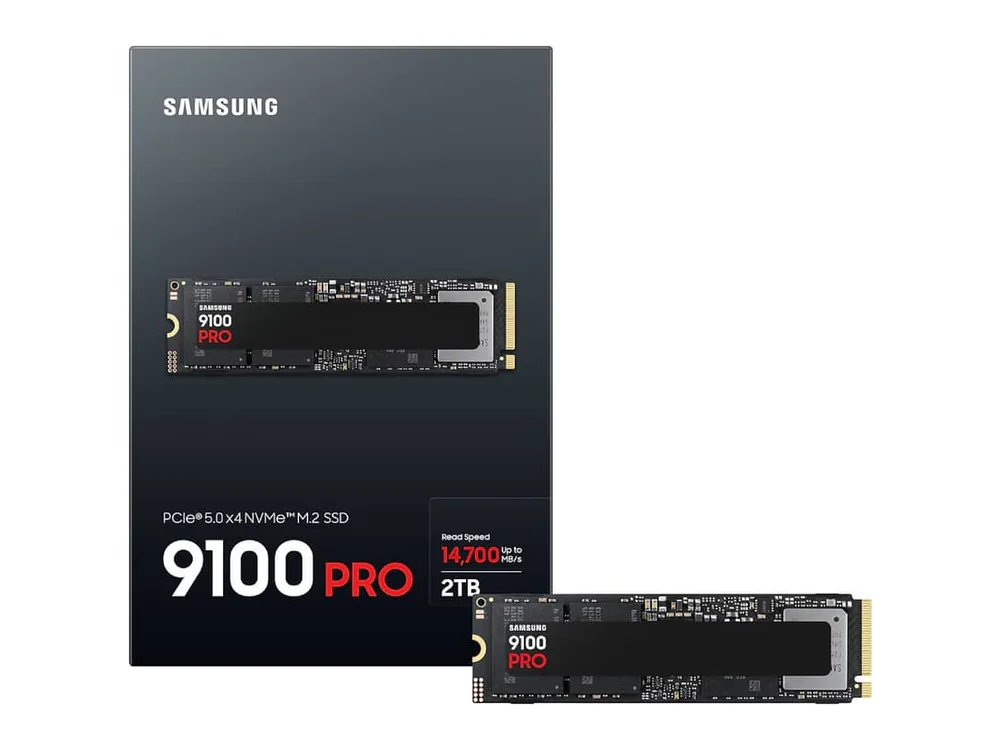 SAMSUNG
SAMSUNG
9100
PRO
PCIe® 5.0 x4 NVMe™ M.2 SSD
9100 PRO
Read Speed
14,700 Up to MB/s
2TB
SAMSUNG
9100
PRO